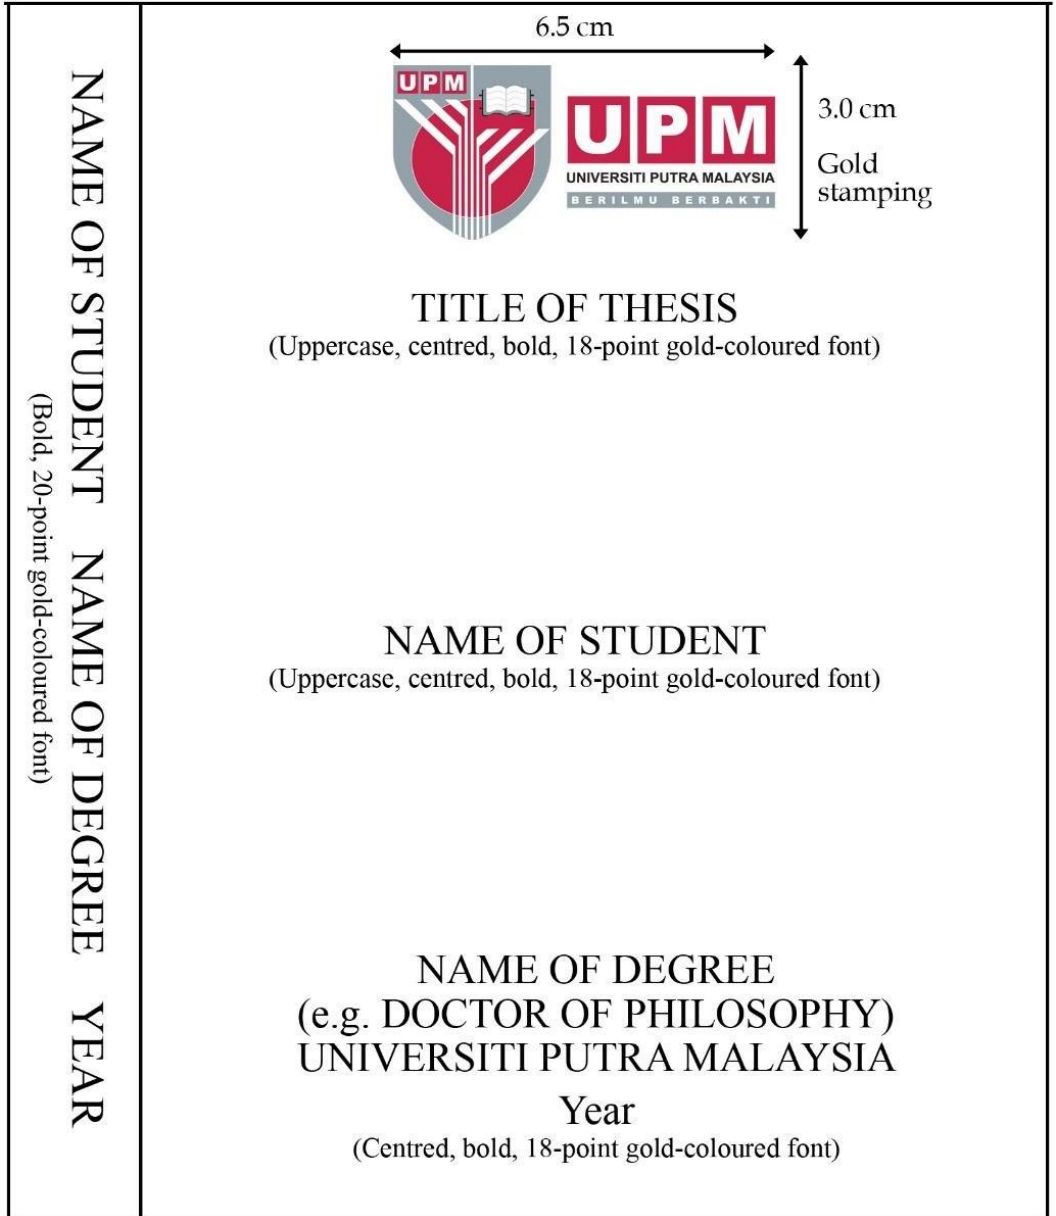 6.5 cm
UPM
UPM
UNIVERSITI PUTRA MALAYSIA
BERILMU BERBAKTI
3.0 cm
Gold
stamping
TITLE OF THESIS
(Uppercase, centred, bold, 18-point gold-coloured font)
NAME OF STUDENT
(Uppercase, centred, bold, 18-point gold-coloured font)
NAME OF DEGREE
(e.g. DOCTOR OF PHILOSOPHY)
UNIVERSITI PUTRA MALAYSIA
Year
(Centred, bold, 18-point gold-coloured font)
NAME OF STUDENT NAME OF DEGREE YEAR
(Bold, 20-point gold-coloured font)